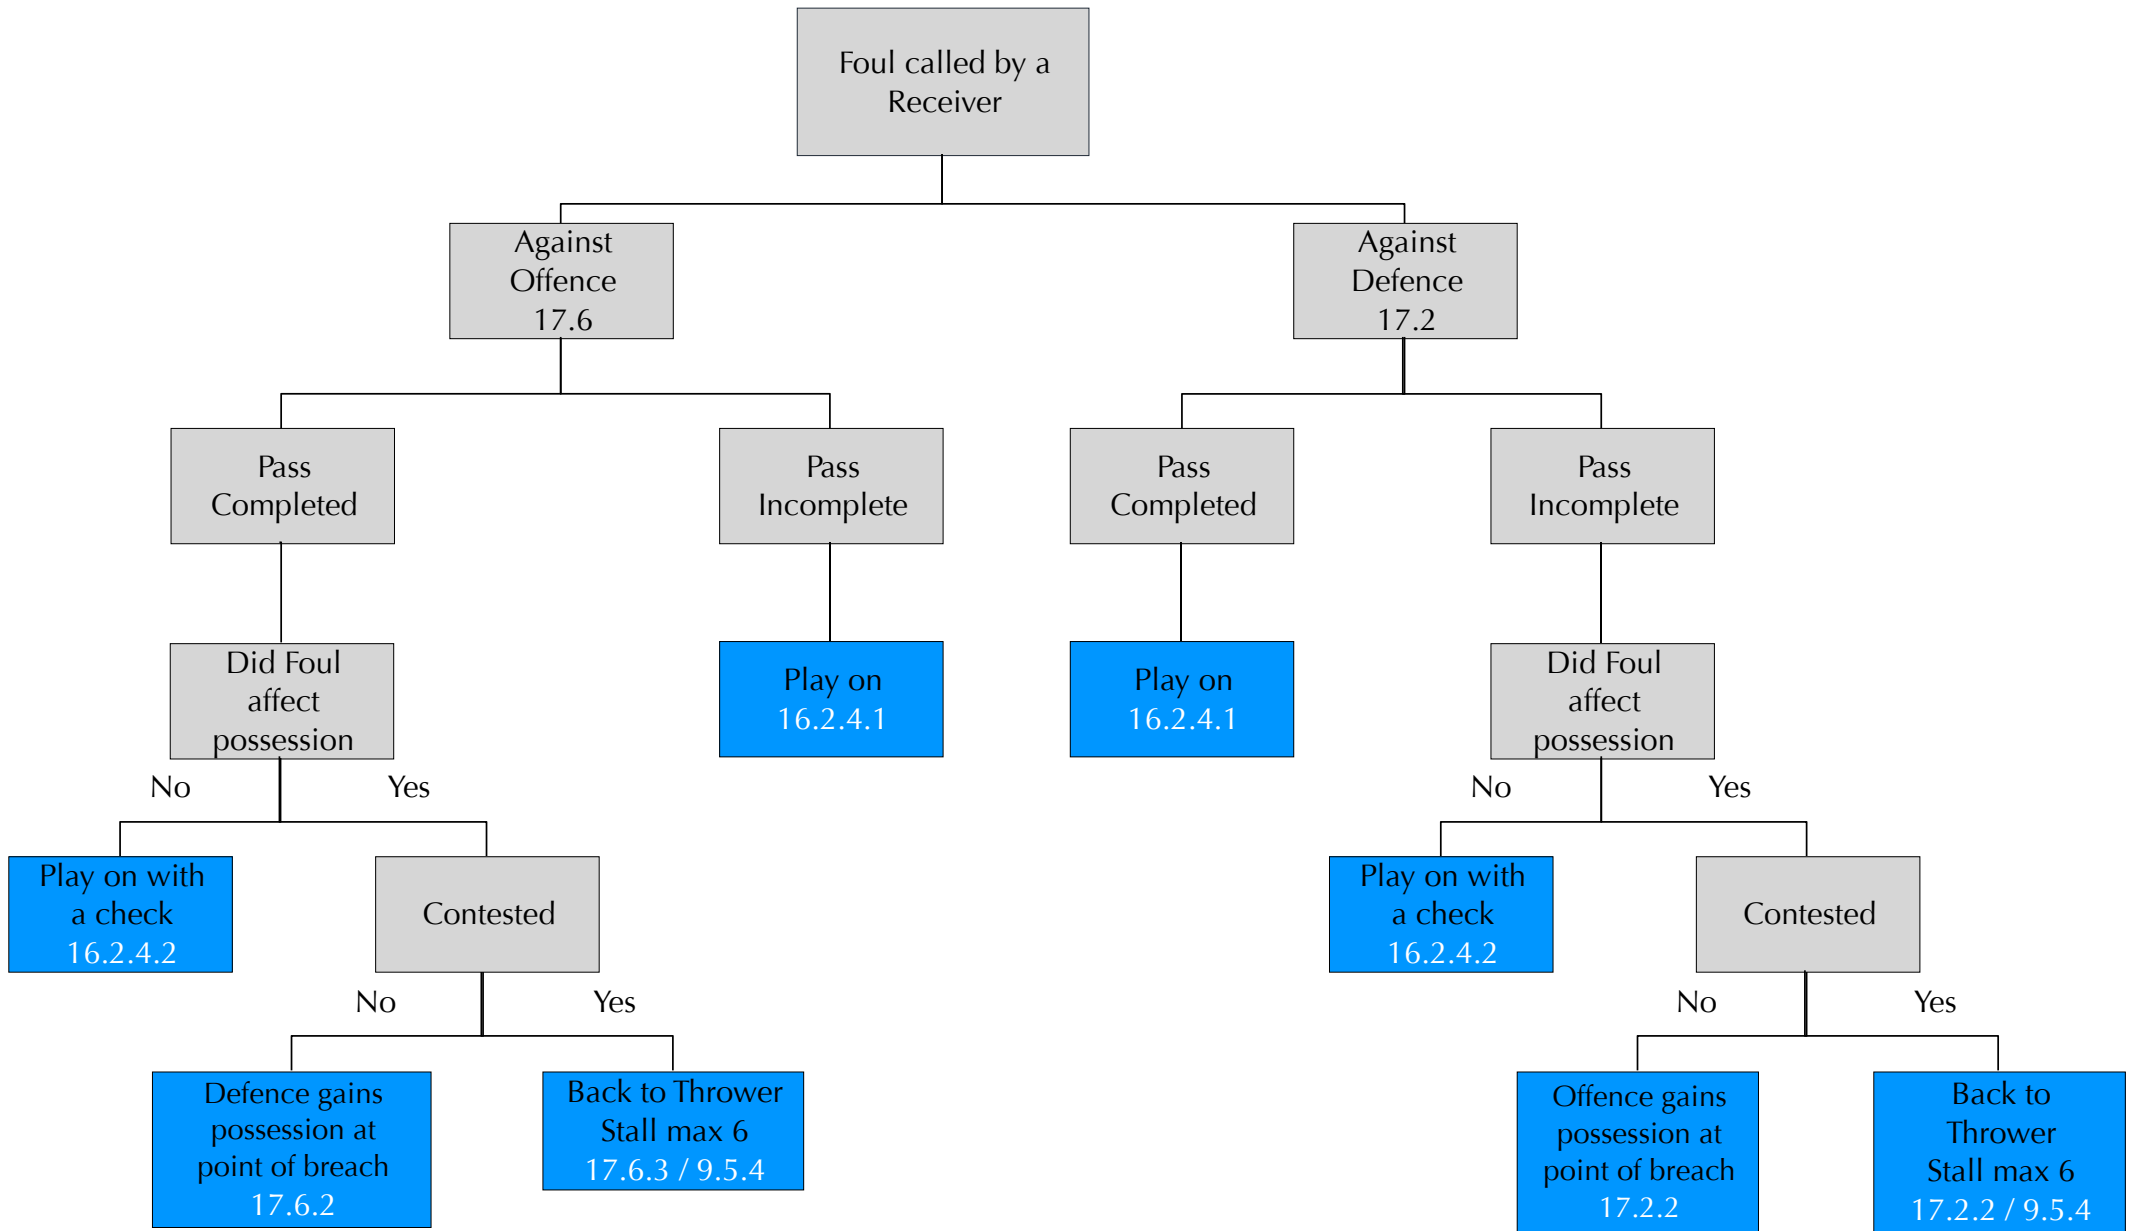 Foul called by a
Receiver
Against
Offence
17.6
Against
Defence
17.2
Pass
Completed
Pass
Incomplete
Pass
Completed
Pass
Incomplete
Did Foul
affect
possession
Play on
16.2.4.1
Play on
16.2.4.1
Did Foul
affect
possession
No
Yes
No
Yes
Play on with
a check
16.2.4.2
Contested
Play on with
a check
16.2.4.2
Contested
No
Yes
No
Yes
Defence gains
possession at
point of breach
17.6.2
Back to Thrower
Stall max 6
17.6.3 / 9.5.4
Offence gains
possession at
point of breach
17.2.2
Back to
Thrower
Stall max 6
17.2.2 / 9.5.4